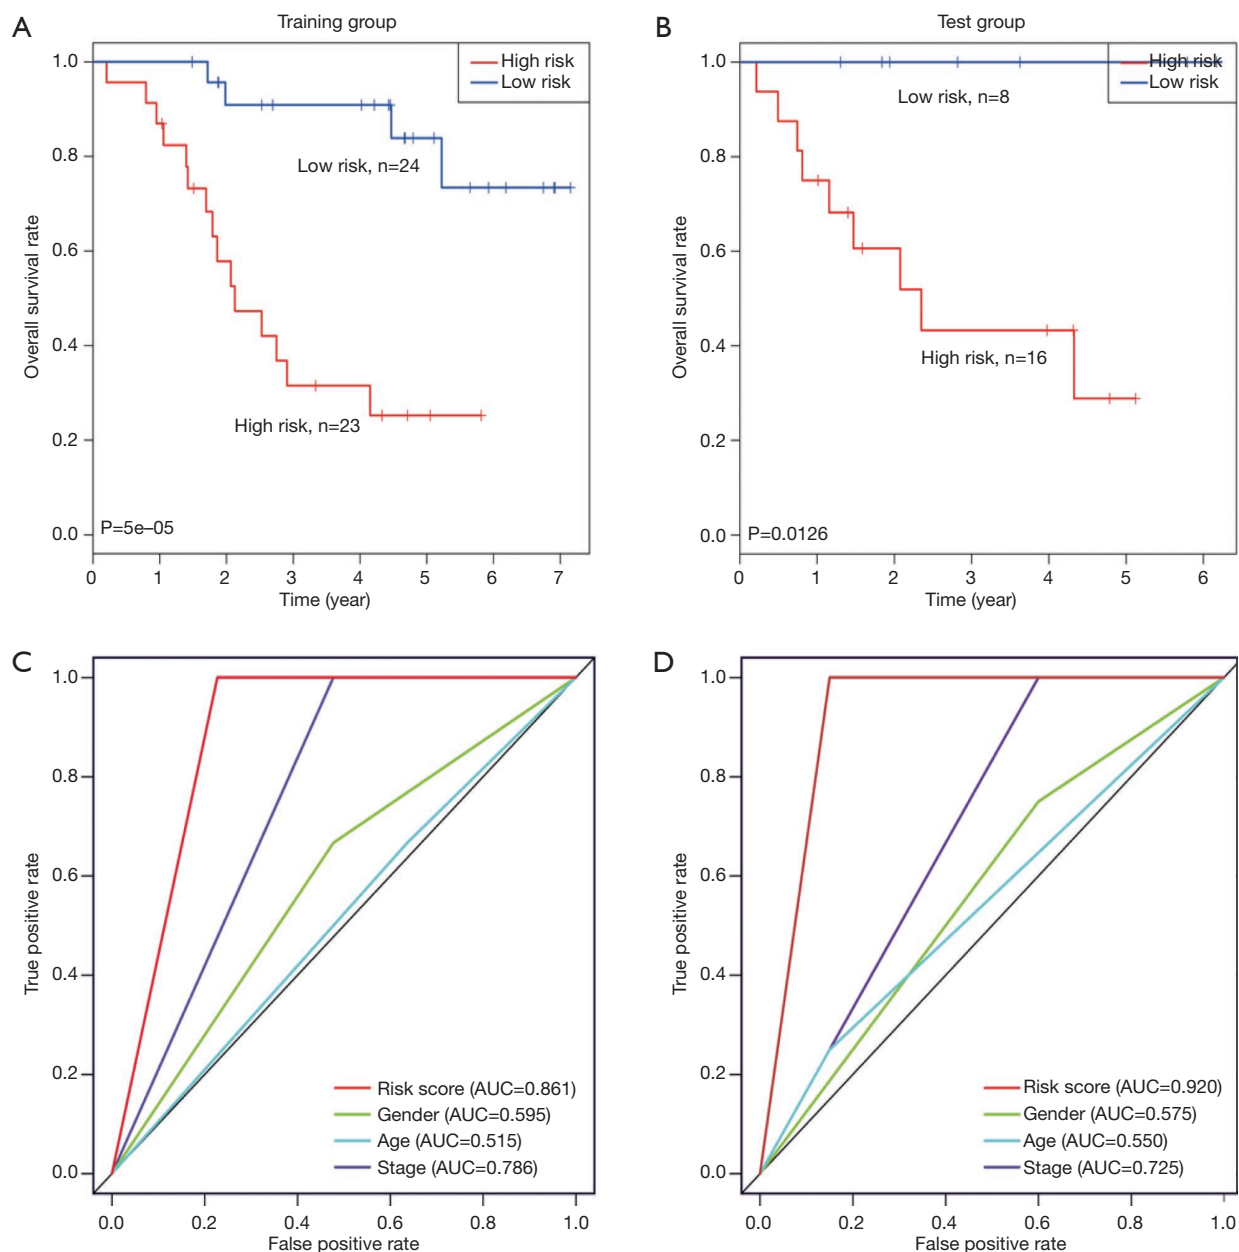 A
Training group
1.0
0.8
0.6
0.4
0.2
0.0
Overall survival rate
High risk
Low risk
Low risk, n=24
High risk, n=23
P=5e–05
0 1 2 3 4 5 6 7
Time (year)
B
Test group
1.0
0.8
0.6
0.4
0.2
0.0
Overall survival rate
High risk
Low risk
Low risk, n=8
High risk, n=16
P=0.0126
0 1 2 3 4 5 6
Time (year)
C
1.0
0.8
0.6
0.4
0.2
0.0
True positive rate
Risk score (AUC=0.861)
Gender (AUC=0.595)
Age (AUC=0.515)
Stage (AUC=0.786)
0.0 0.2 0.4 0.6 0.8 1.0
False positive rate
D
1.0
0.8
0.6
0.4
0.2
0.0
True positive rate
Risk score (AUC=0.920)
Gender (AUC=0.575)
Age (AUC=0.550)
Stage (AUC=0.725)
0.0 0.2 0.4 0.6 0.8 1.0
False positive rate